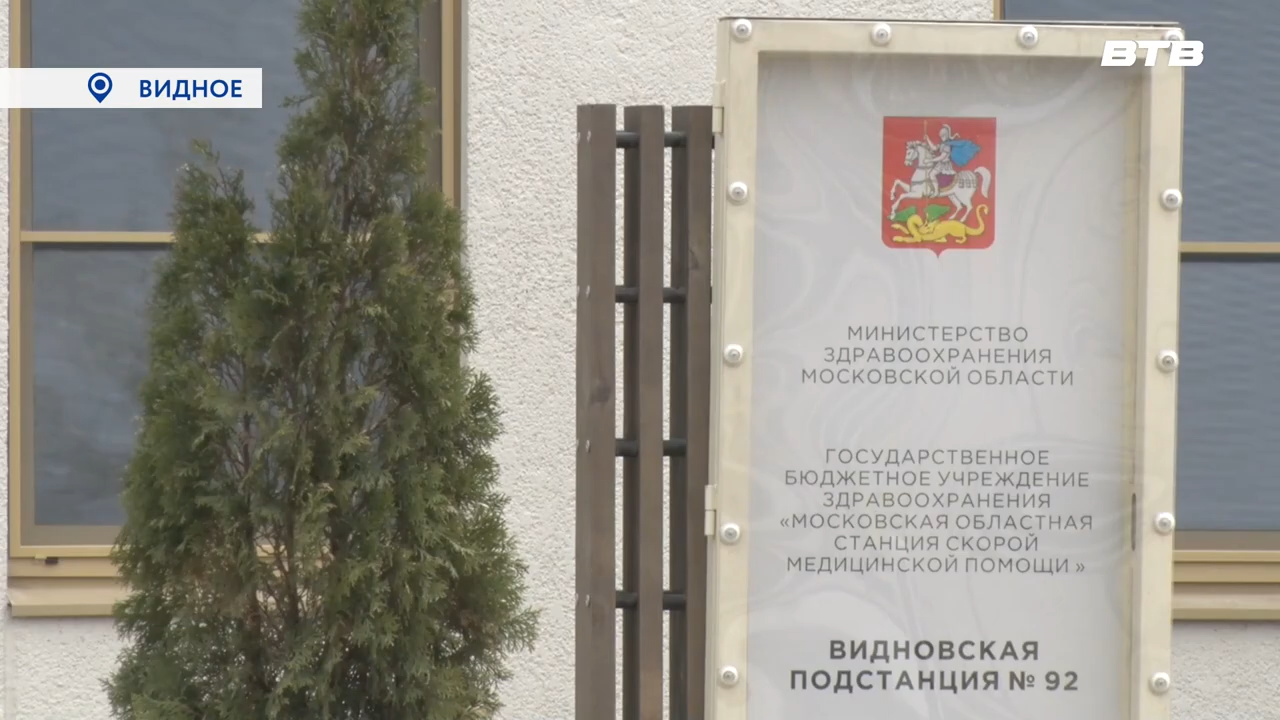 ВИДНОЕ
ВТВ
МИНИСТЕРСТВО
ЗДРАВООХРАНЕНИЯ
МОСКОВСКОЙ ОБЛАСТИ
ГОСУДАРСТВЕННОЕ
БЮДЖЕТНОЕ УЧРЕЖДЕНИЕ
ЗДРАВООХРАНЕНИЯ
«МОСКОВСКАЯ ОБЛАСТНАЯ
СТАНЦИЯ СКОРОЙ
МЕДИЦИНСКОЙ ПОМОЩИ »
ВИДНОВСКАЯ
ПОДСТАНЦИЯ № 92